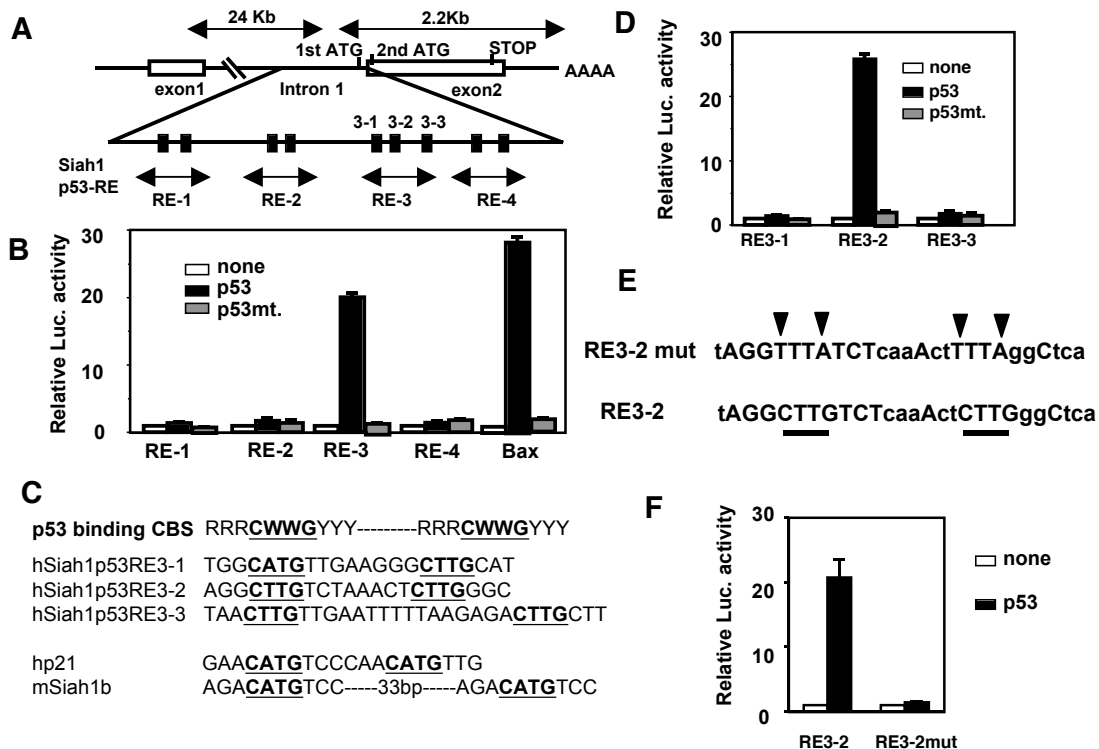 A
24 Kb
2.2Kb
1st ATG
2nd ATG
STOP
AAAA
exon1
Intron 1
exon2
3-1 3-2 3-3
Siah1
p53-RE
RE-1
RE-2
RE-3
RE-4
B
Relative Luc. activity
30
20
10
0
none
p53
p53mt.
RE-1
RE-2
RE-3
RE-4
Bax
C
p53 binding CBS RRRCWWGYYY---------RRRCWWGYYY
hSiah1p53RE3-1 TGGCATGTTGAAGGGCTTGCAT
hSiah1p53RE3-2 AGGCTTGTCTAAACTCTTGGGC
hSiah1p53RE3-3 TAACTTGTTGAATTTTTAAGAGACTTGCTT
hp21 GAACATGTCCCAACATGTTG
mSiah1b AGACATGTCC-----33bp-----AGACATGTCC
D
Relative Luc. activity
30
20
10
0
none
p53
p53mt.
RE3-1
RE3-2
RE3-3
E
RE3-2 mut tAGGTTTATCTcaaActTTTAggCtca
RE3-2 tAGGCTTGTCTcaaActCTTGggCtca
F
Relative Luc. activity
30
20
10
0
none
p53
RE3-2
RE3-2mut